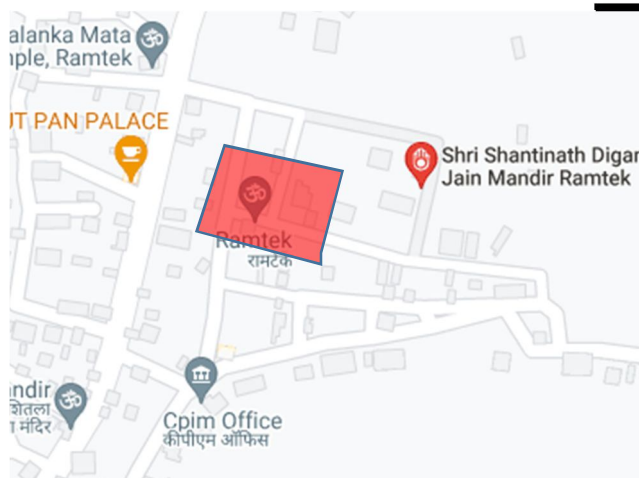 alanka Mata
nple, Ramtek
UT PAN PALACE
Shri Shantinath Digar
Jain Mandir Ramtek
Ramtek
रामटेक
ndir
शितला
ा मंदिर
Cpim Office
कीपीएम ऑफिस